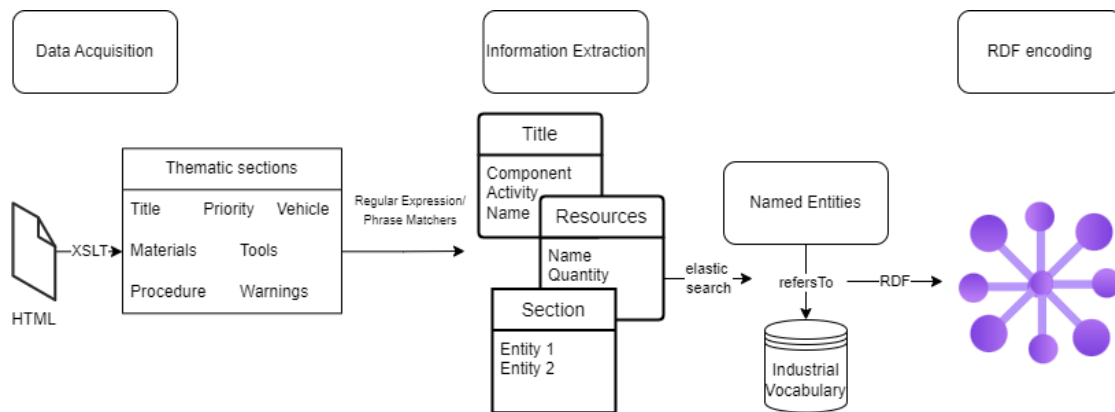 Data Acquisition
Information Extraction
RDF encoding
Thematic sections
Title Priority Vehicle
Materials Tools
Procedure Warnings
HTML
XSLT
Regular Expression/
Phrase Matchers
Title
Component
Activity
Name
Resources
Name
Quantity
Section
Entity 1
Entity 2
elastic
search
Named Entities
refersTo
Industrial
Vocabulary
RDF